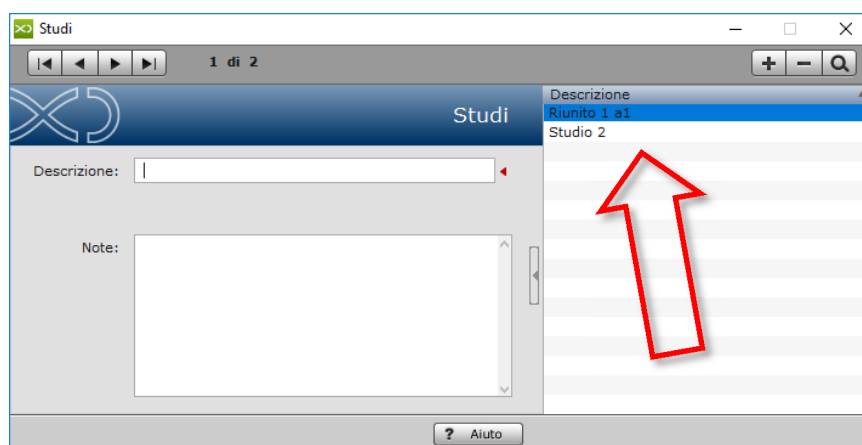 Studi
1 di 2
Studi
Descrizione:
Note:
Descrizione
Riunito 1 a1
Studio 2
? Aiuto